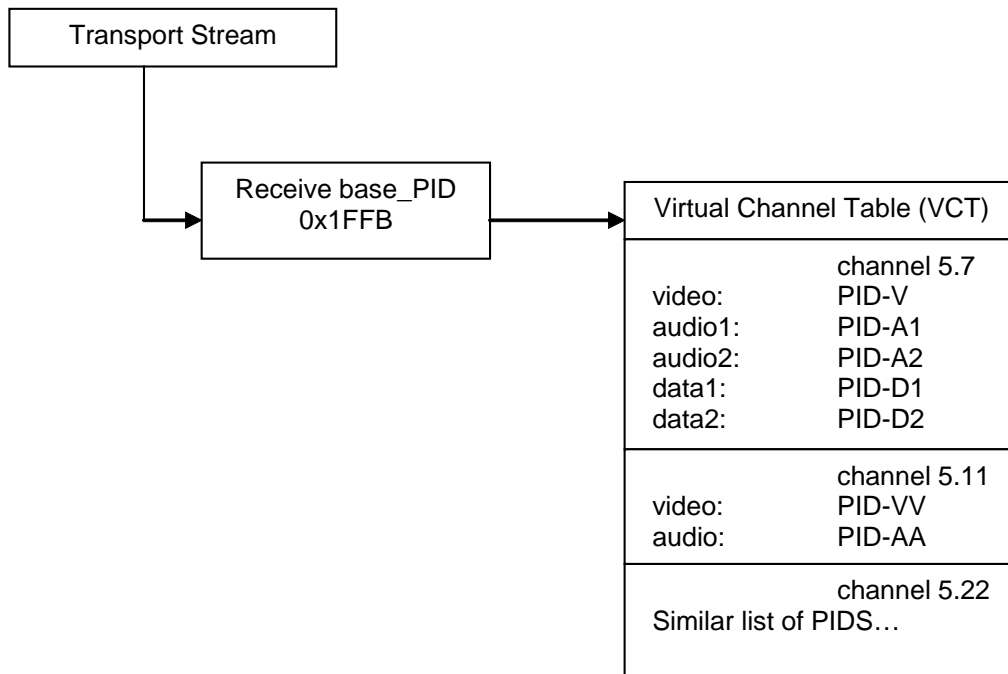 Transport Stream
Receive base_PID
0x1FFB
Virtual Channel Table (VCT)
channel 5.7
video: PID-V
audio1: PID-A1
audio2: PID-A2
data1: PID-D1
data2: PID-D2
channel 5.11
video: PID-VV
audio: PID-AA
channel 5.22
Similar list of PIDS…